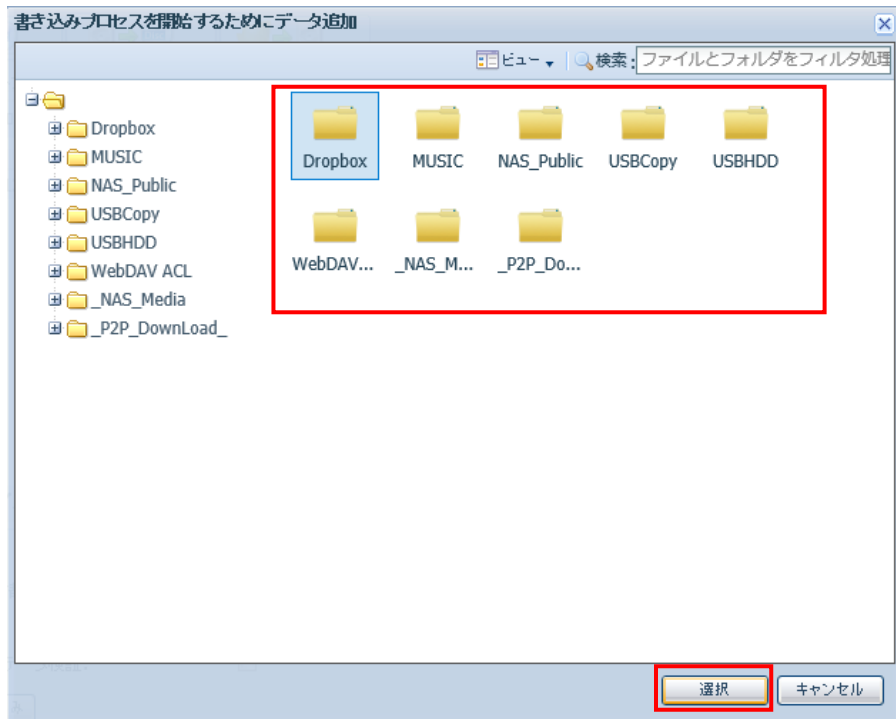 書き込みプロセスを開始するためにデータ追加
ビュー 検索: ファイルとフォルダをフィルタ処理
Dropbox
MUSIC
NAS_Public
USBCopy
USBHDD
WebDAV ACL
_NAS_Media
_P2P_DownLoad_
Dropbox MUSIC NAS_Public USBCopy USBHDD
WebDAV... _NAS_M... _P2P_Do...
選択 キャンセル